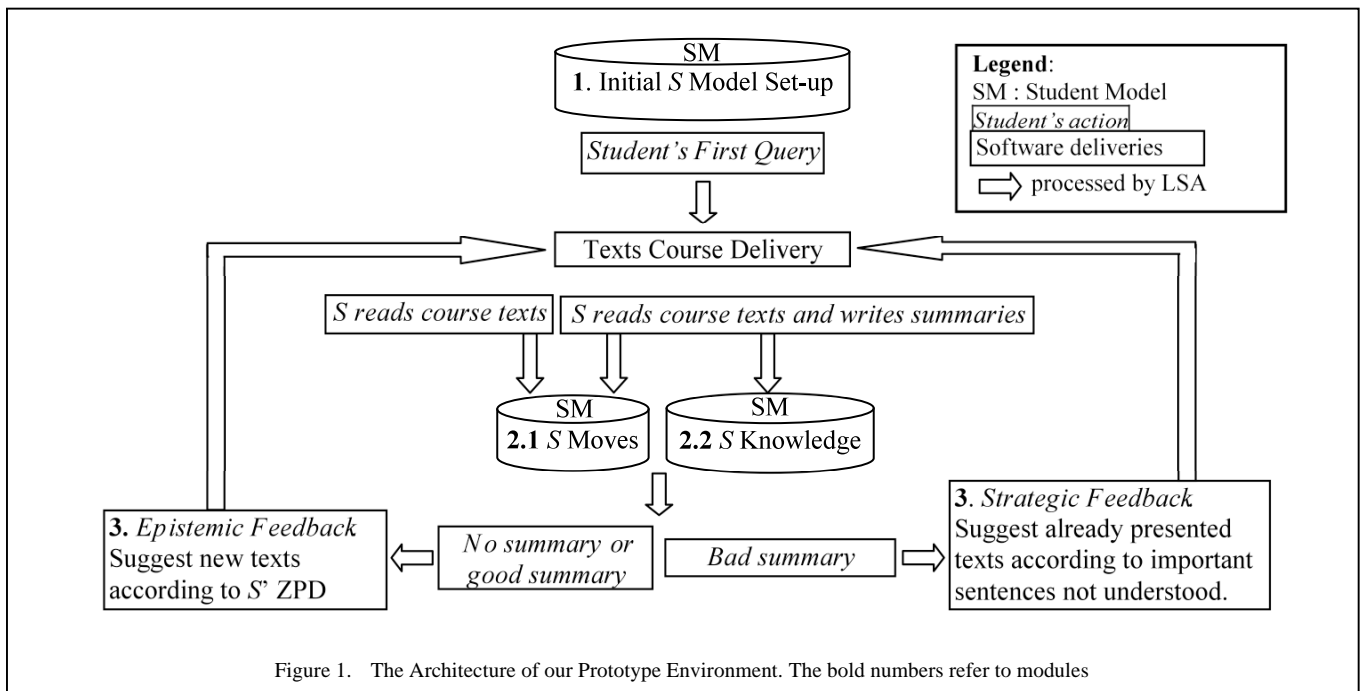 SM
1. Initial S Model Set-up
Legend:
SM : Student Model
Student's action
Software deliveries
processed by LSA
Student's First Query
Texts Course Delivery
S reads course texts
S reads course texts and writes summaries
SM
2.1 S Moves
SM
2.2 S Knowledge
3. Epistemic Feedback
Suggest new texts
according to S' ZPD
No summary or
good summary
Bad summary
3. Strategic Feedback
Suggest already presented
texts according to important
sentences not understood.
Figure 1. The Architecture of our Prototype Environment. The bold numbers refer to modules